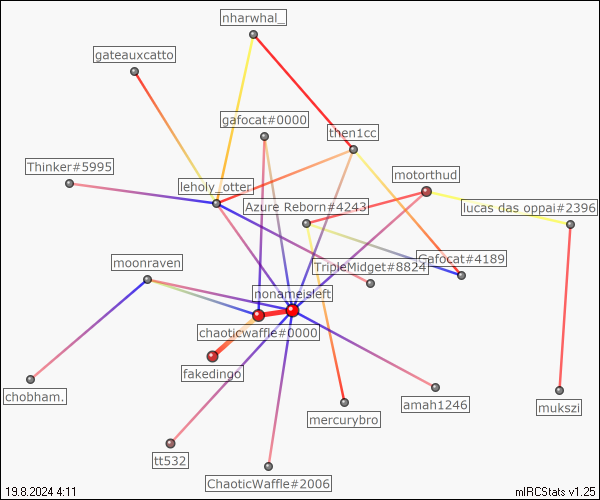 nharwhal_
gateauxcatto
gafocat#0000
then1cc
Thinker#5995
motorthud
leholy_otter
Azure Reborn#4243
lucas das oppai#2396
moonraven
Gafocat#4189
TripleMidget#8824
nonameisleft
chaoticwaffle#0000
fakedingo
chobham.
mercurybro
amah1246
mukszi
tt532
ChaoticWaffle#2006
19.8.2024 4:11
mIRCStats v1.25